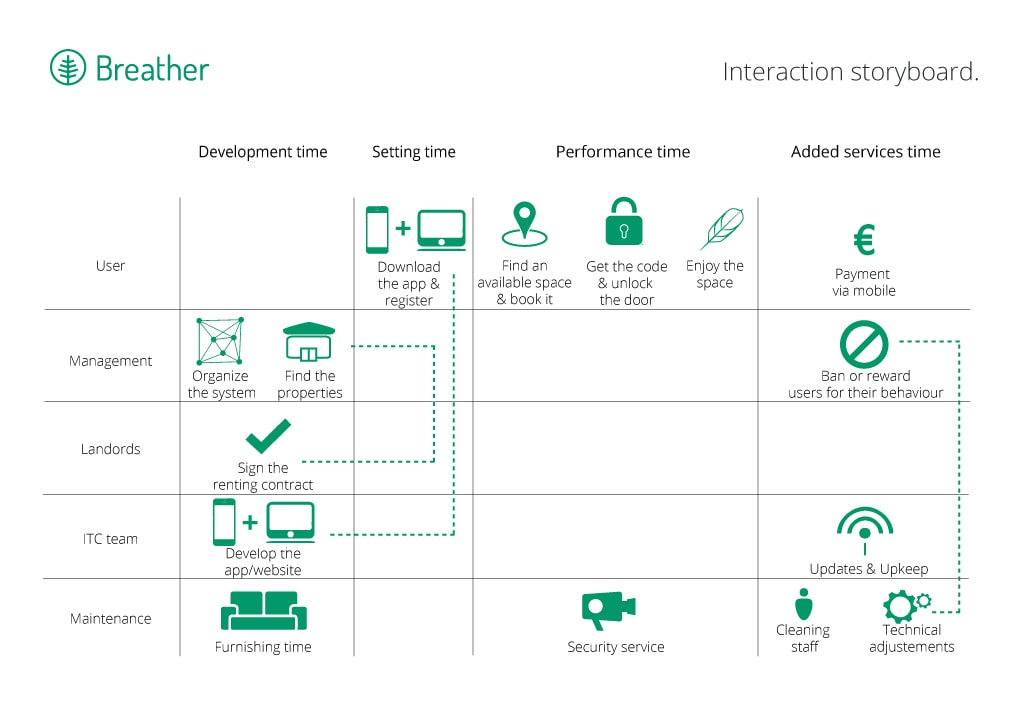 Breather
Interaction storyboard.
Development time
Setting time
Performance time
Added services time
User
Download
the app &
register
Find an
available space
& book it
Get the code
& unlock
the door
Enjoy the
space
€
Payment
via mobile
Management
Organize
the system
Find the
properties
Ban or reward
users for their behaviour
Landords
Sign the
renting contract
ITC team
Develop the
app/website
Updates & Upkeep
Maintenance
Furnishing time
Security service
Cleaning
staff
Technical
adjustements